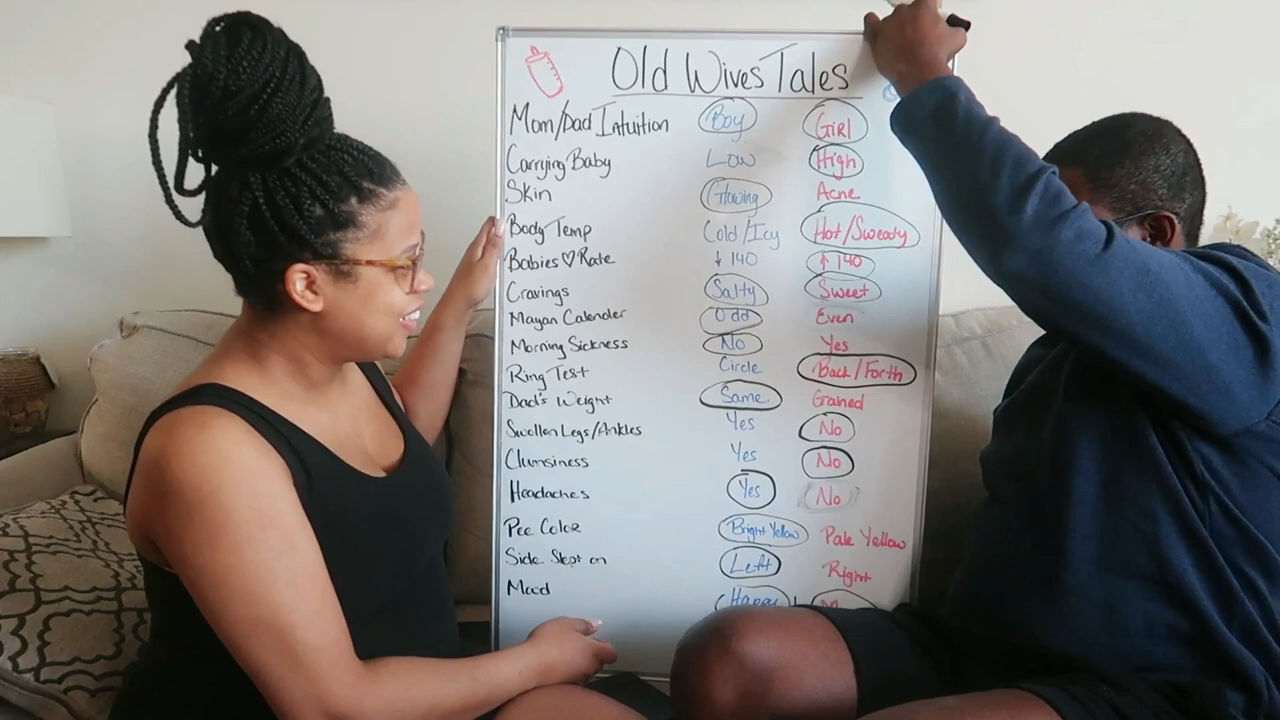 Old Wives Tales
Mom/Dad Intuition Boy Girl
Carrying Baby Low High
Skin Glowing Acne
Body Temp Cold/Icy Hot/Sweaty
Babies ♡ Rate ↓ 140 ↑ 140
Cravings Salty Sweet
Mayan Calender Odd Even
Morning Sickness No Yes
Ring Test Circle Back/Forth
Dad's Weight Same Gained
Swollen Legs/Ankles Yes No
Clumsiness Yes No
Headaches Yes No
Pee Color Bright Yellow Pale Yellow
Side Slept on Left Right
Mood Happy